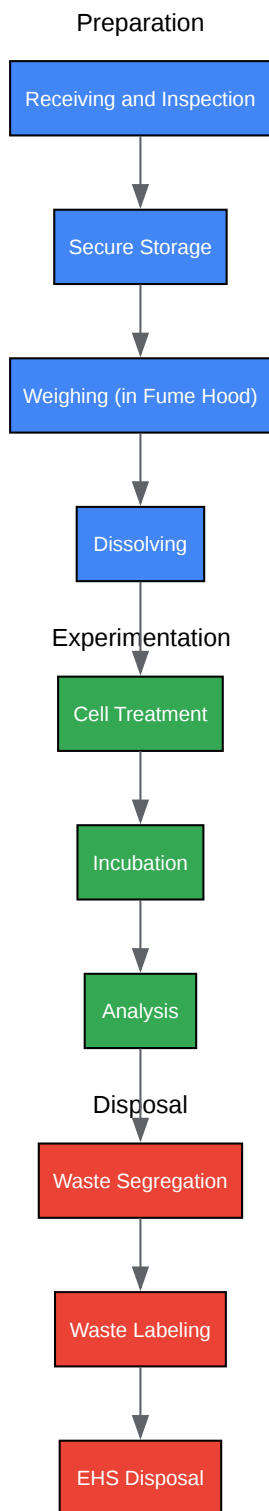 Preparation
Receiving and Inspection
Secure Storage
Weighing (in Fume Hood)
Dissolving
Experimentation
Cell Treatment
Incubation
Analysis
Disposal
Waste Segregation
Waste Labeling
EHS Disposal